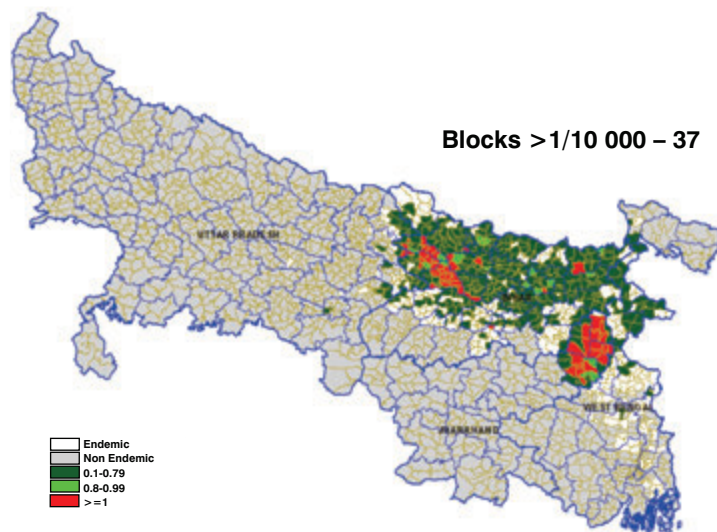 Blocks >1/10 000 – 37
UTTAR PRADESH
BIHAR
WEST BENGAL
JHARKHAND
Endemic
Non Endemic
0.1-0.79
0.8-0.99
>=1